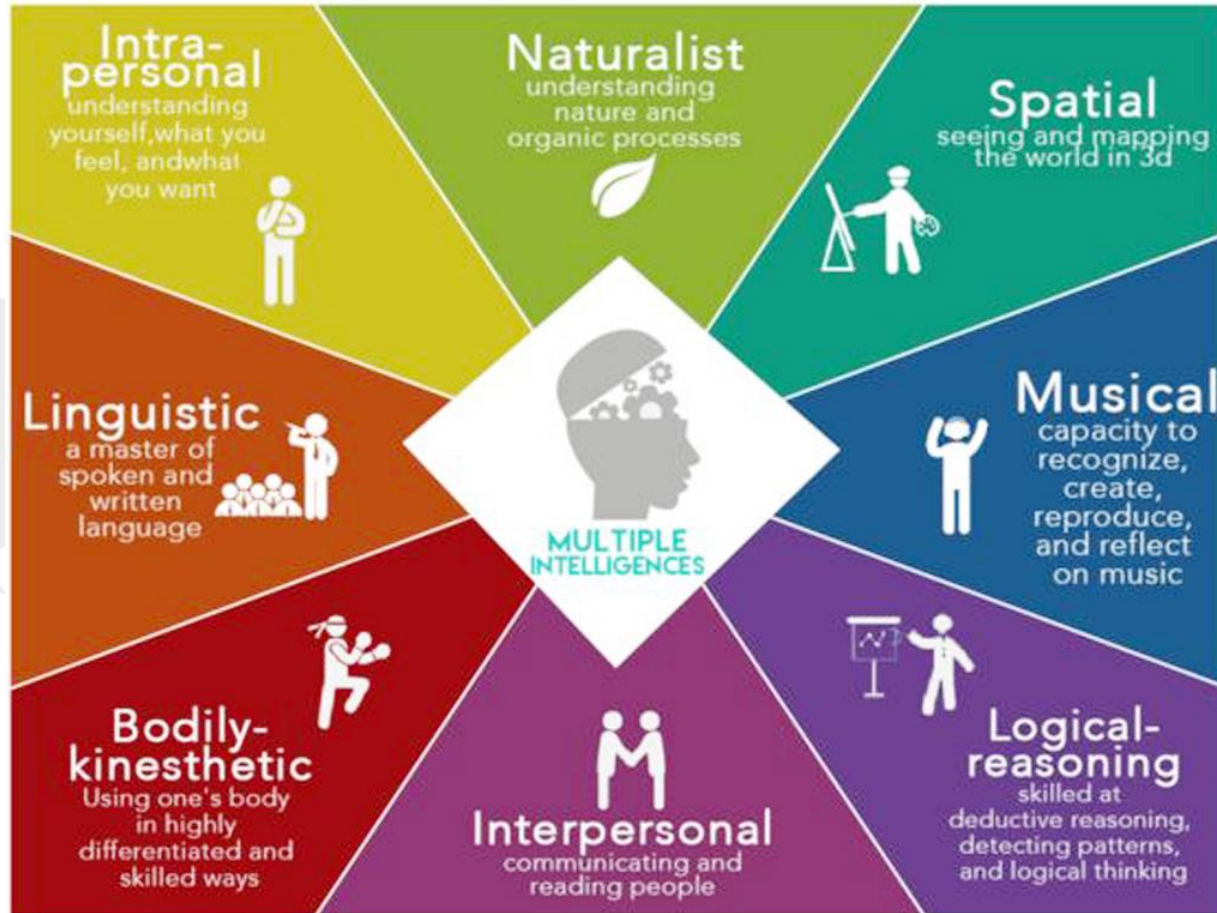 Intra-
personal
understanding
yourself,what you
feel, andwhat
you want
Naturalist
understanding
nature and
organic processes
Spatial
seeing and mapping
the world in 3d
Linguistic
a master of
spoken and
written
language
MULTIPLE
INTELLIGENCES
Musical
capacity to
recognize,
create,
reproduce,
and reflect
on music
Bodily-
kinesthetic
Using one's body
in highly
differentiated and
skilled ways
Interpersonal
communicating and
reading people
Logical-
reasoning
skilled at
deductive reasoning,
detecting patterns,
and logical thinking